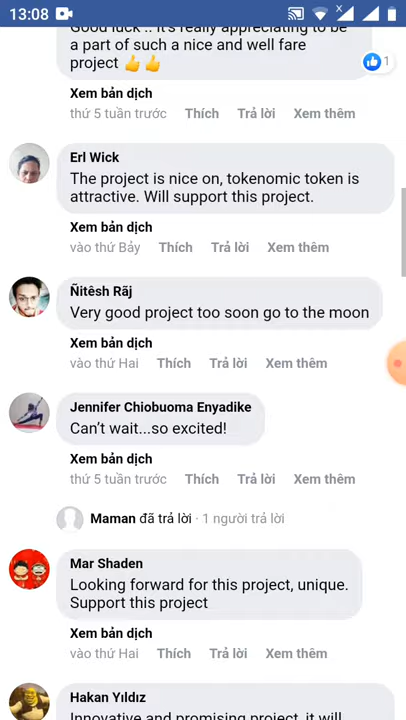 13:08
Good luck .. it's really appreciating to be
a part of such a nice and well fare
project 👍👍
1
Xem bản dịch
thứ 5 tuần trước Thích Trả lời Xem thêm
Erl Wick
The project is nice on, tokenomic token is
attractive. Will support this project.
Xem bản dịch
vào thứ Bảy Thích Trả lời Xem thêm
Ñitêsh Rãj
Very good project too soon go to the moon
Xem bản dịch
vào thứ Hai Thích Trả lời Xem thêm
Jennifer Chiobuoma Enyadike
Can't wait...so excited!
Xem bản dịch
thứ 5 tuần trước Thích Trả lời Xem thêm
Maman đã trả lời · 1 người trả lời
Mar Shaden
Looking forward for this project, unique.
Support this project
Xem bản dịch
vào thứ Hai Thích Trả lời Xem thêm
Hakan Yıldız
Innovative and promising project, it will